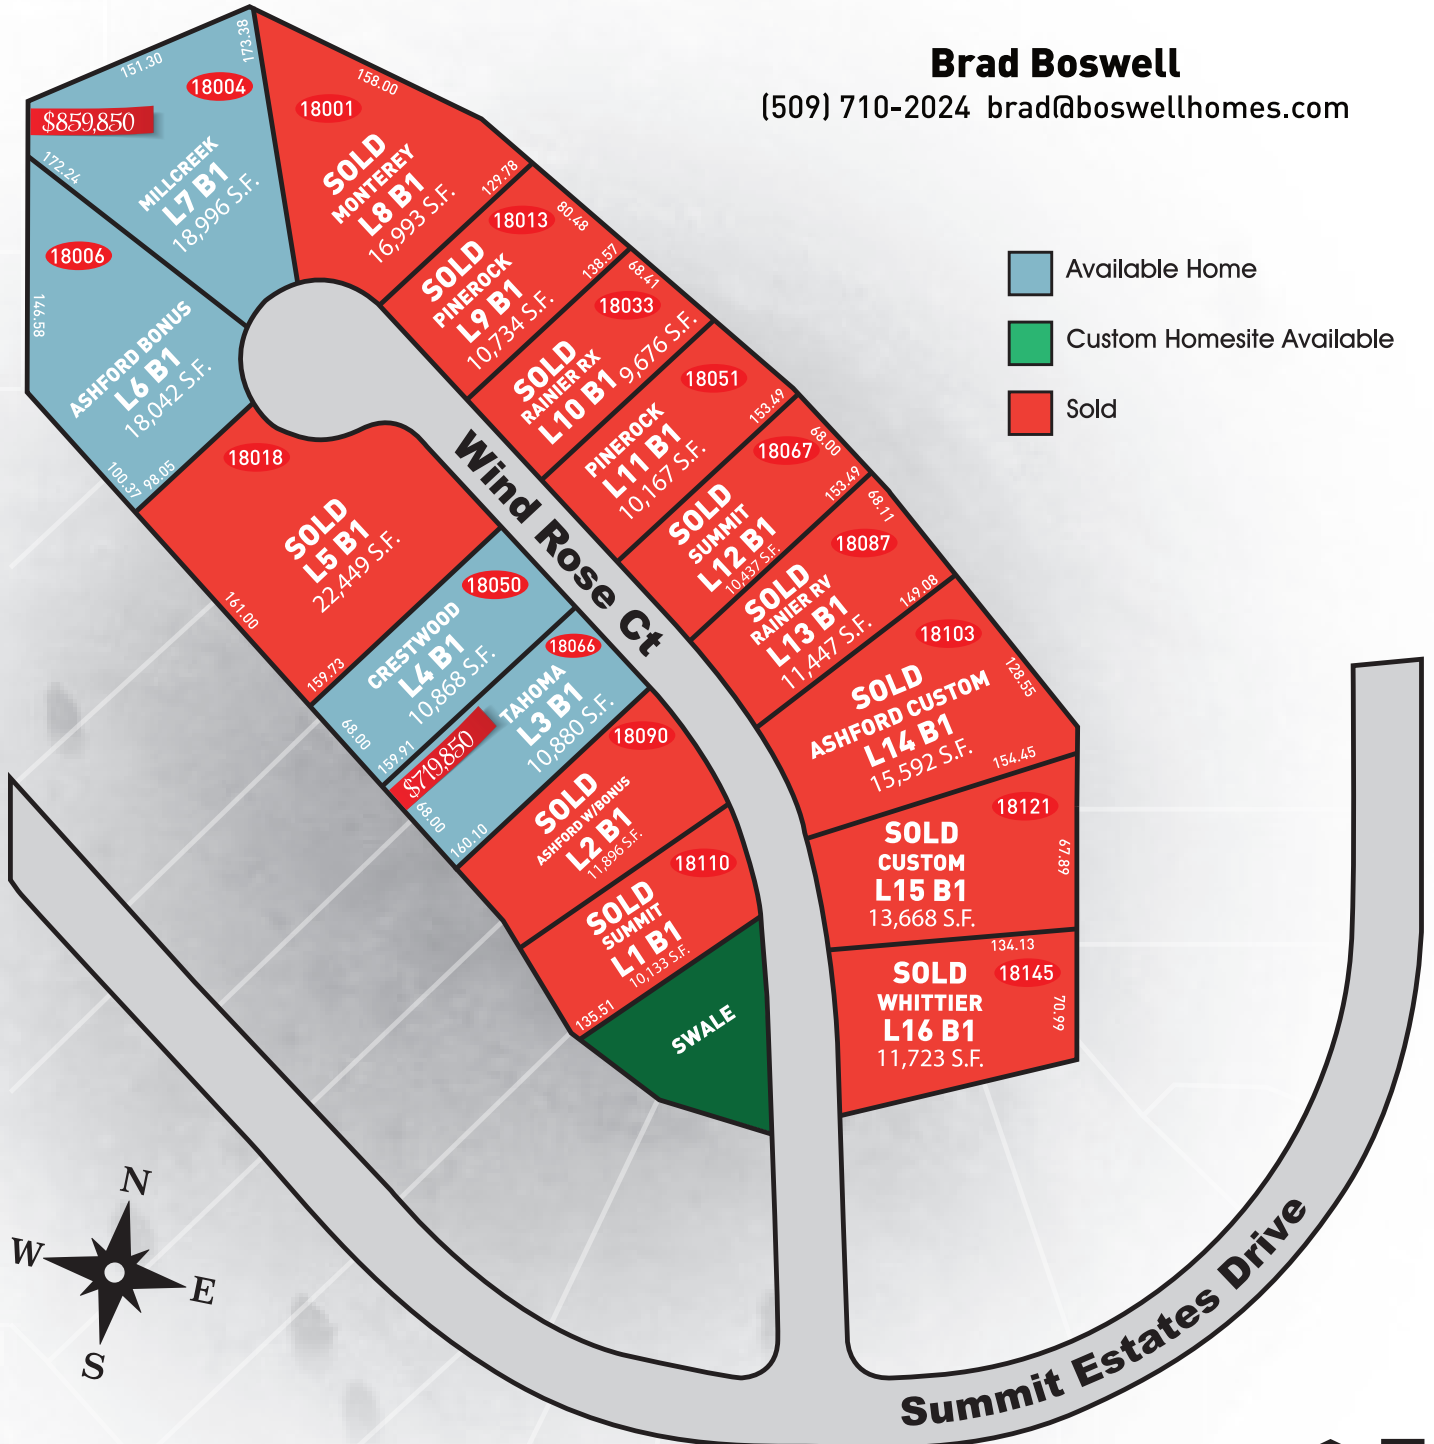 Brad Boswell
(509) 710-2024 brad@boswellhomes.com
Available Home
Custom Homesite Available
Sold
151.30
173.38
18004
$859,850
172.24
MILLCREEK
L7 B1
18,996 S.F.
158.00
18001
SOLD
MONTEREY
L8 B1
16,993 S.F.
129.78
18006
146.58
ASHFORD BONUS
L6 B1
18,042 S.F.
100.37
98.05
80.48
18013
SOLD
PINEROCK
L9 B1
10,734 S.F.
138.57
68.41
18033
SOLD
RAINIER RX
L10 B1
9,676 S.F.
18051
PINEROCK
L11 B1
10,167 S.F.
153.49
68.00
18067
SOLD
SUMMIT
L12 B1
10,437 S.F.
153.49
68.11
18087
SOLD
RAINIER RV
L13 B1
11,447 S.F.
149.08
18018
SOLD
L5 B1
22,449 S.F.
161.00
159.73
18050
CRESTWOOD
L4 B1
10,868 S.F.
68.00
159.91
18066
TAHOMA
L3 B1
10,880 S.F.
$719,850
68.00
160.10
Wind Rose Ct
18103
SOLD
ASHFORD CUSTOM
L14 B1
15,592 S.F.
128.55
154.45
18090
SOLD
ASHFORD W/BONUS
L2 B1
11,896 S.F.
18121
SOLD
CUSTOM
L15 B1
13,668 S.F.
67.89
18110
SOLD
SUMMIT
L1 B1
10,133 S.F.
135.51
134.13
18145
SOLD
WHITTIER
L16 B1
11,723 S.F.
70.99
SWALE
N
W
E
S
Summit Estates Drive